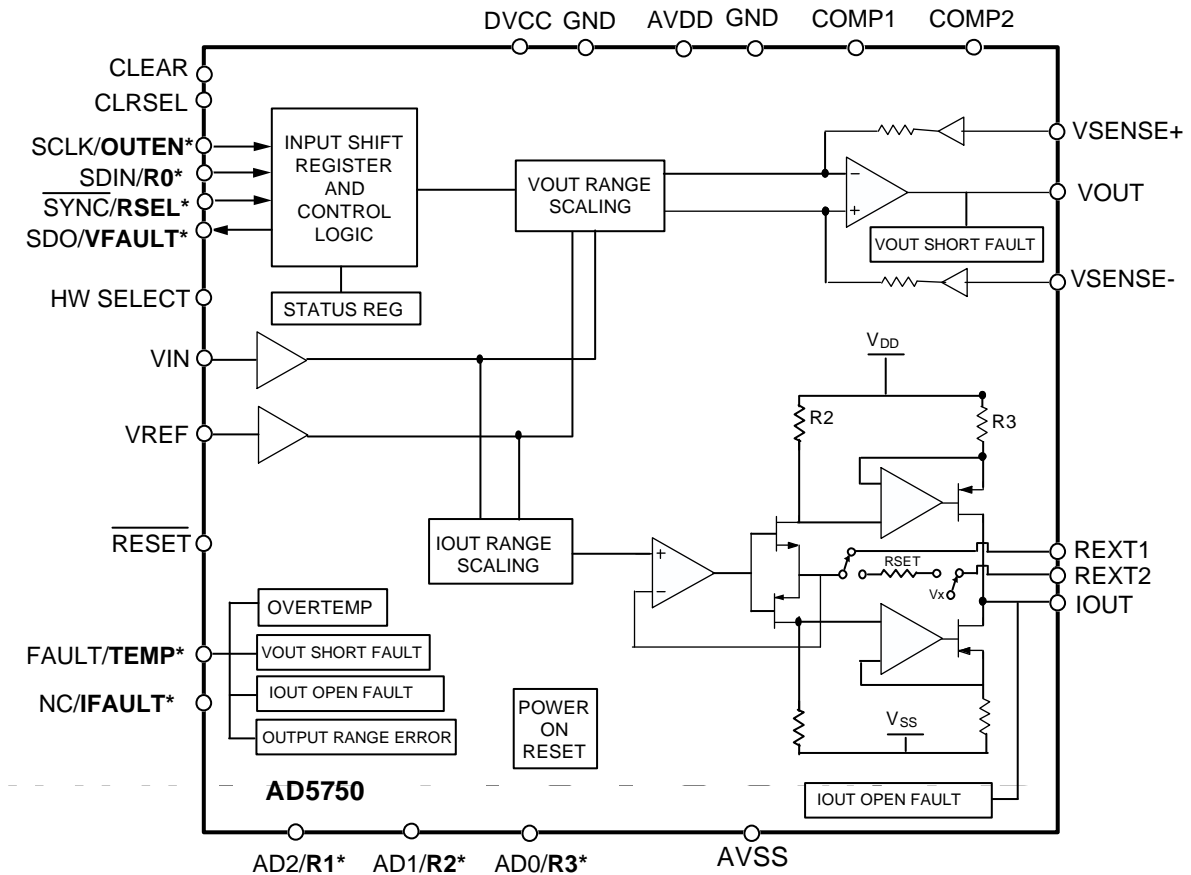 DVCC GND AVDD GND COMP1 COMP2
CLEAR
CLRSEL
SCLK/OUTEN*
SDIN/R0*
SYNC/RSEL*
SDO/VFAULT*
HW SELECT
VIN
VREF
RESET
FAULT/TEMP*
NC/IFAULT*
INPUT SHIFT
REGISTER
AND
CONTROL
LOGIC
STATUS REG
VOUT RANGE
SCALING
IOUT RANGE
SCALING
OVERTEMP
VOUT SHORT FAULT
IOUT OPEN FAULT
OUTPUT RANGE ERROR
POWER
ON
RESET
VSENSE+
−
+
VOUT
VOUT SHORT FAULT
VSENSE-
VDD
R2
R3
+
−
RSET
Vx
REXT1
REXT2
IOUT
VSS
IOUT OPEN FAULT
AD5750
AD2/R1* AD1/R2* AD0/R3* AVSS